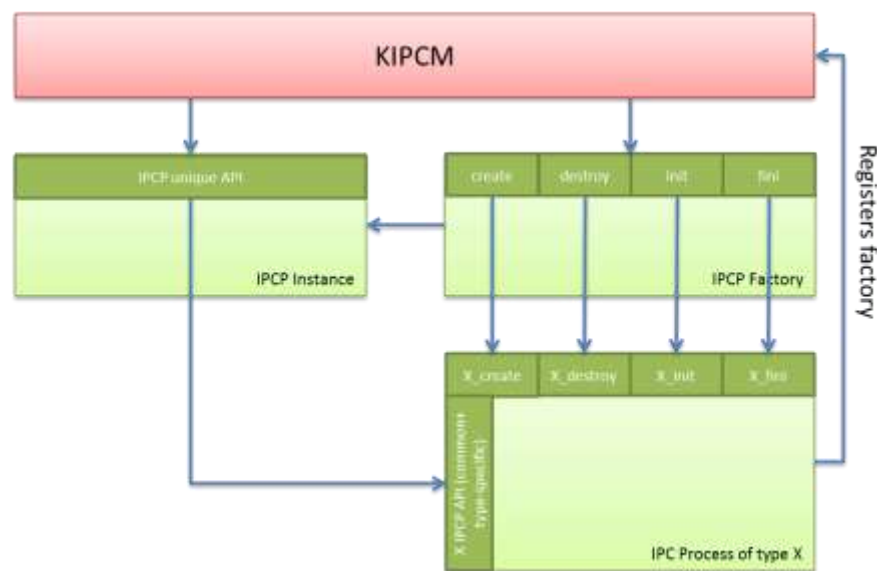 KIPCM
IPCP unique API
create destroy init fini
IPCP Instance
IPCP Factory
Registers factory
X_create X_destroy X_init X_fini
X IPCP API (common+
type-specific)
IPC Process of type X